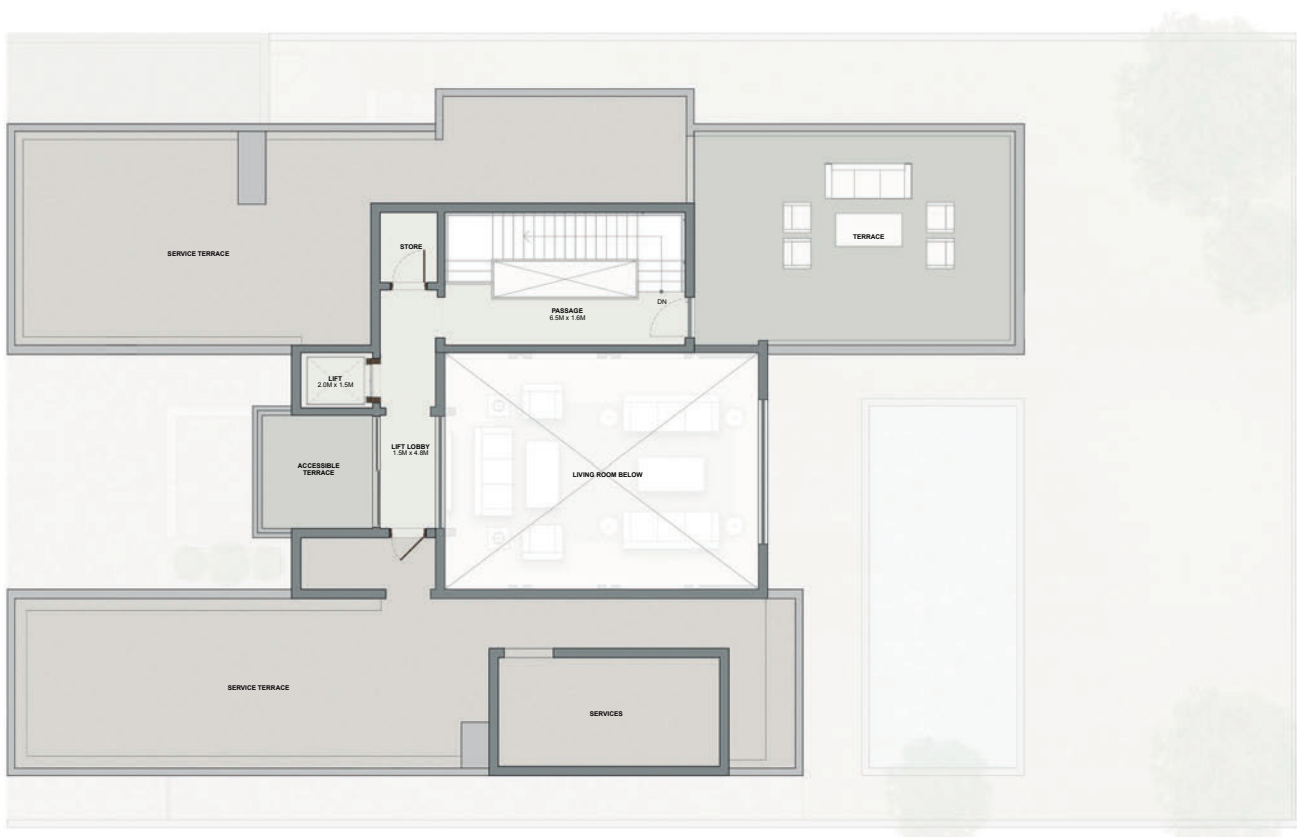 STORE
SERVICE TERRACE
TERRACE
DN
PASSAGE
6.5M x 1.6M
LIFT
2.0M x 1.5M
LIFT LOBBY
1.5M x 4.8M
ACCESSIBLE
TERRACE
LIVING ROOM BELOW
SERVICE TERRACE
SERVICES